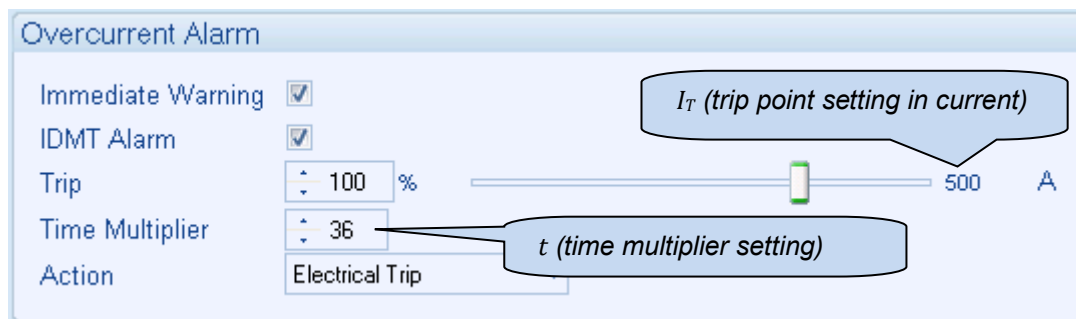 Overcurrent Alarm
Immediate Warning
I_T (trip point setting in current)
IDMT Alarm
Trip 100 % 500 A
Time Multiplier 36
t (time multiplier setting)
Action Electrical Trip